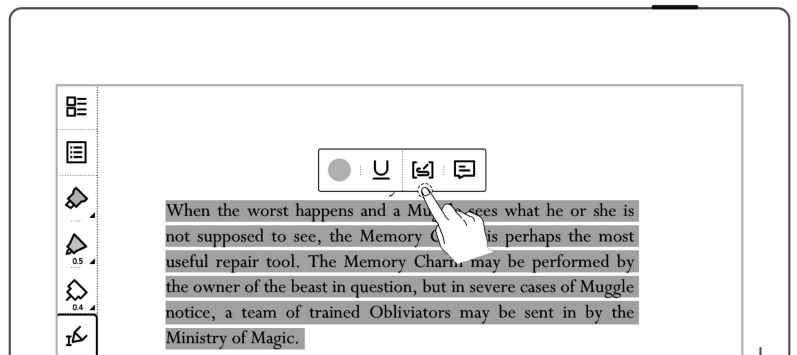 0.5
0.4
When the worst happens and a Muggle sees what he or she is
not supposed to see, the Memory Charm is perhaps the most
useful repair tool. The Memory Charm may be performed by
the owner of the beast in question, but in severe cases of Muggle
notice, a team of trained Obliviators may be sent in by the
Ministry of Magic.